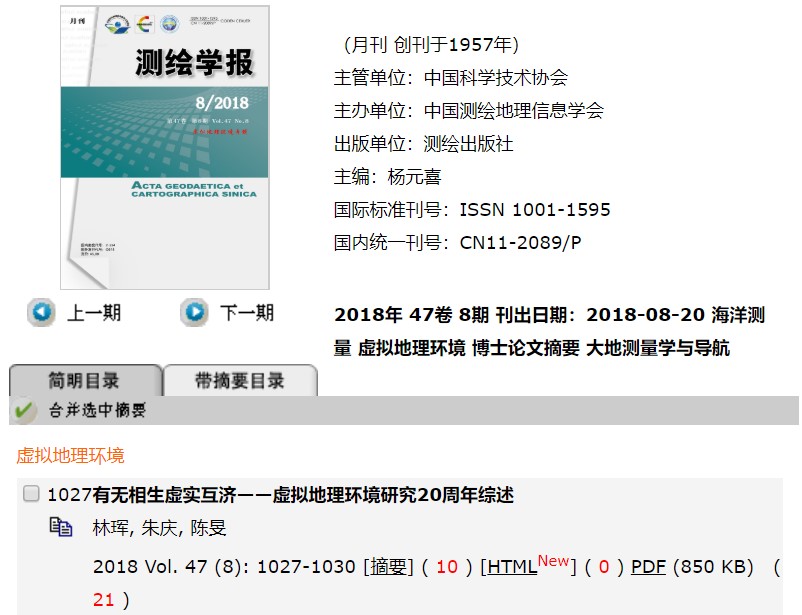 月刊
测绘学报
8/2018
第47卷 第8期 Vol.47 No.8
ACTA GEODAETICA et
CARTOGRAPHICA SINICA
(月刊 创刊于1957年)
主管单位：中国科学技术协会
主办单位：中国测绘地理信息学会
出版单位：测绘出版社
主编：杨元喜
国际标准刊号：ISSN 1001-1595
国内统一刊号：CN11-2089/P
上一期
下一期
2018年 47卷 8期 刊出日期：2018-08-20 海洋测
量 虚拟地理环境 博士论文摘要 大地测量学与导航
简明目录
带摘要目录
合并选中摘要
虚拟地理环境
1027有无相生虚实互济——虚拟地理环境研究20周年综述
林珲, 朱庆, 陈旻
2018 Vol. 47 (8): 1027-1030 [摘要] ( 10 ) [HTML New] ( 0 ) PDF (850 KB) (
21 )